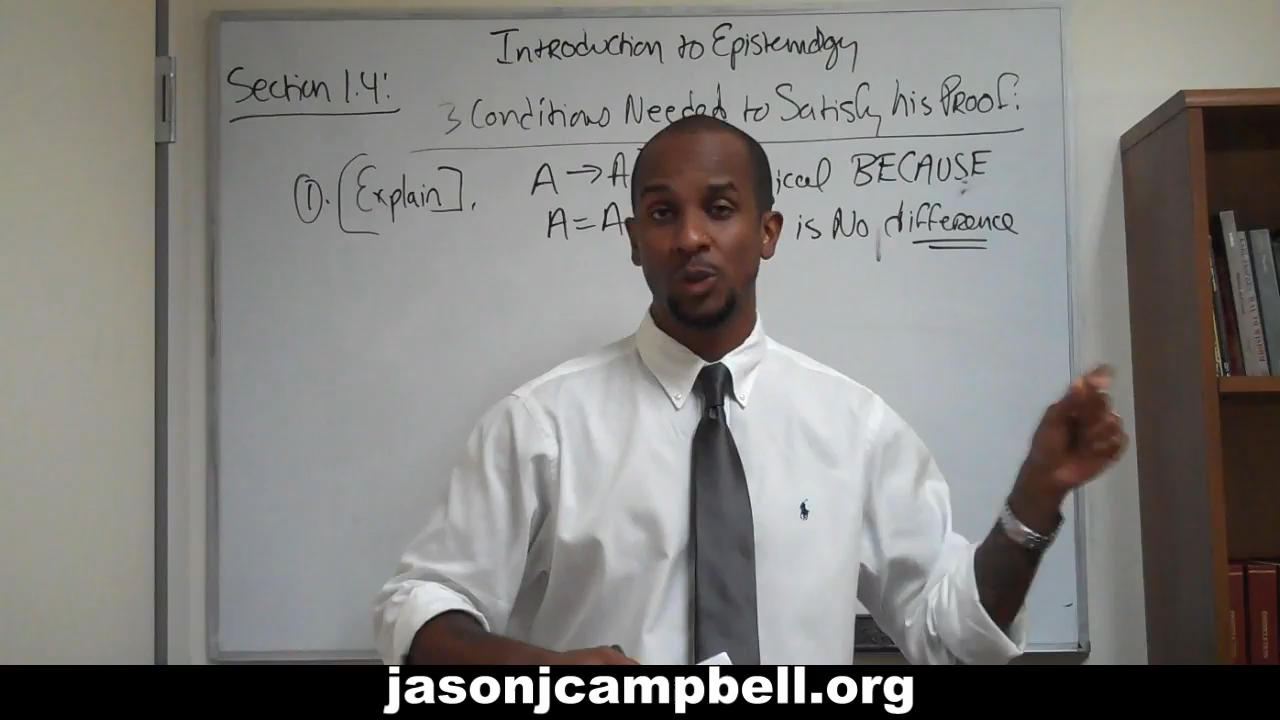 Introduction to Epistemology
Section 1.4:
3 Conditions Needed to Satisfy his PROOF:
①. [Explain]. A → A BECAUSE
A = A is No difference
jasonjcampbell.org